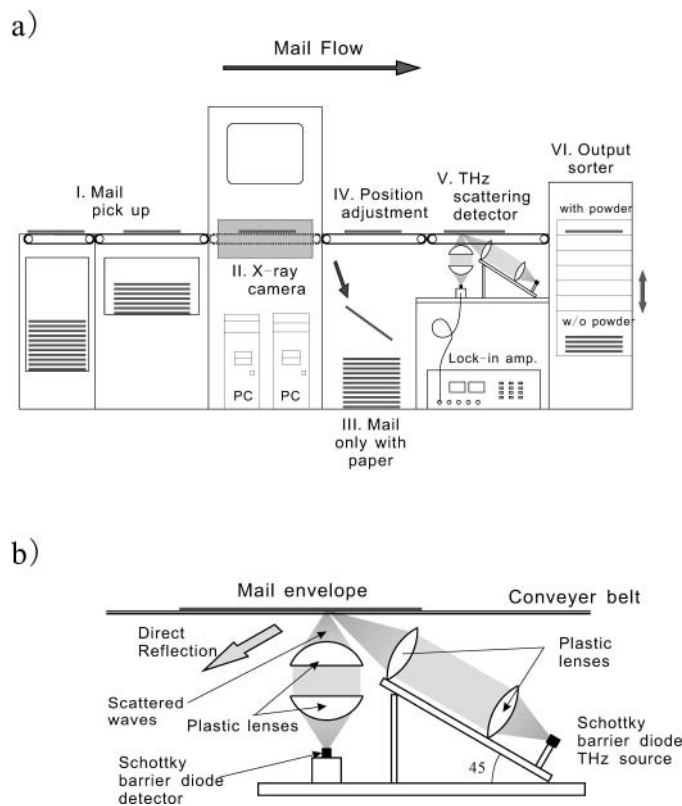 a)
Mail Flow
I. Mail
pick up
II. X-ray
camera
IV. Position
adjustment
V. THz
scattering
detector
VI. Output
sorter
with powder
w/o powder
Lock-in amp.
PC
PC
III. Mail
only with
paper
b)
Mail envelope
Conveyer belt
Direct
Reflection
Plastic
lenses
Scattered
waves
Plastic lenses
Schottky
barrier diode
THz source
Schottky
barrier diode
detector
45